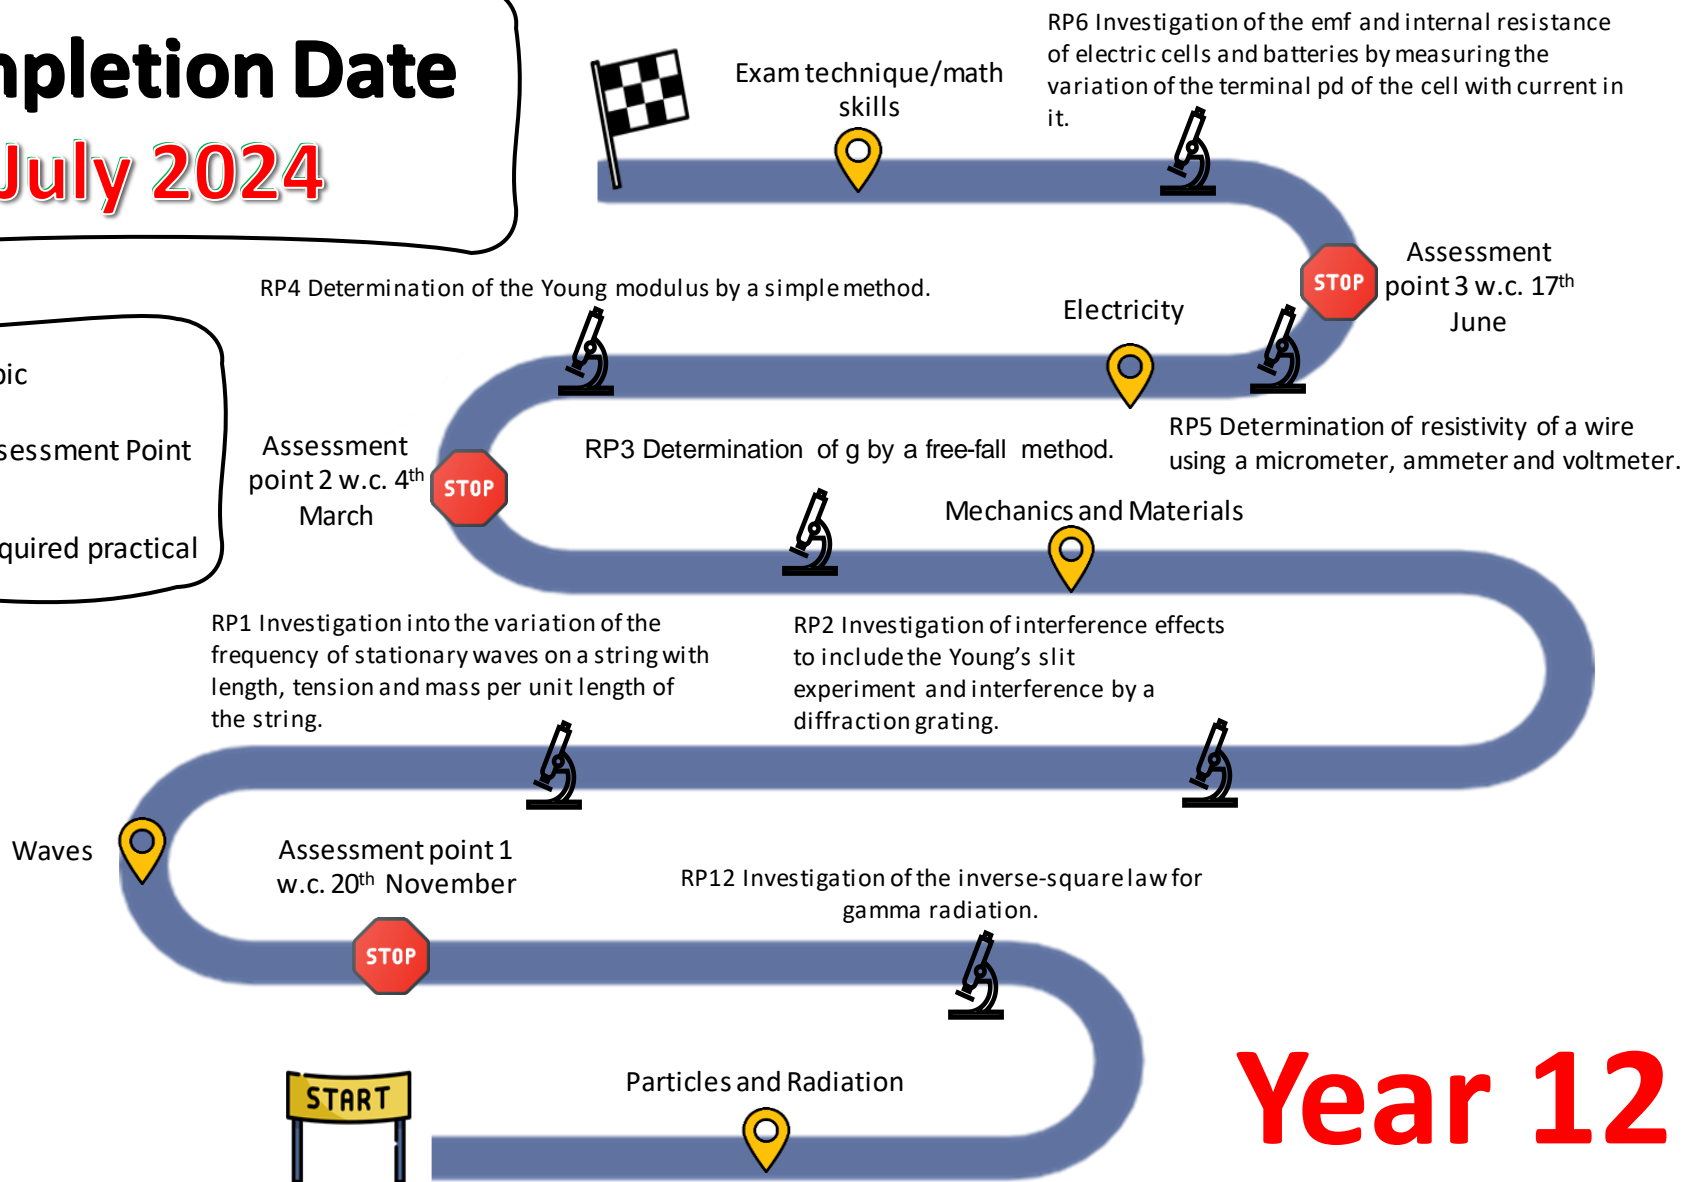 mpletion Date
July 2024
Exam technique/math
skills
RP6 Investigation of the emf and internal resistance
of electric cells and batteries by measuring the
variation of the terminal pd of the cell with current in
it.
STOP
Assessment
point 3 w.c. 17th
June
RP4 Determination of the Young modulus by a simple method.
Electricity
pic
ssessment Point
quired practical
Assessment
point 2 w.c. 4th
March
STOP
RP3 Determination of g by a free-fall method.
RP5 Determination of resistivity of a wire
using a micrometer, ammeter and voltmeter.
Mechanics and Materials
RP1 Investigation into the variation of the
frequency of stationary waves on a string with
length, tension and mass per unit length of
the string.
RP2 Investigation of interference effects
to include the Young’s slit
experiment and interference by a
diffraction grating.
Waves
Assessment point 1
w.c. 20th November
STOP
RP12 Investigation of the inverse-square law for
gamma radiation.
START
Particles and Radiation
Year 12